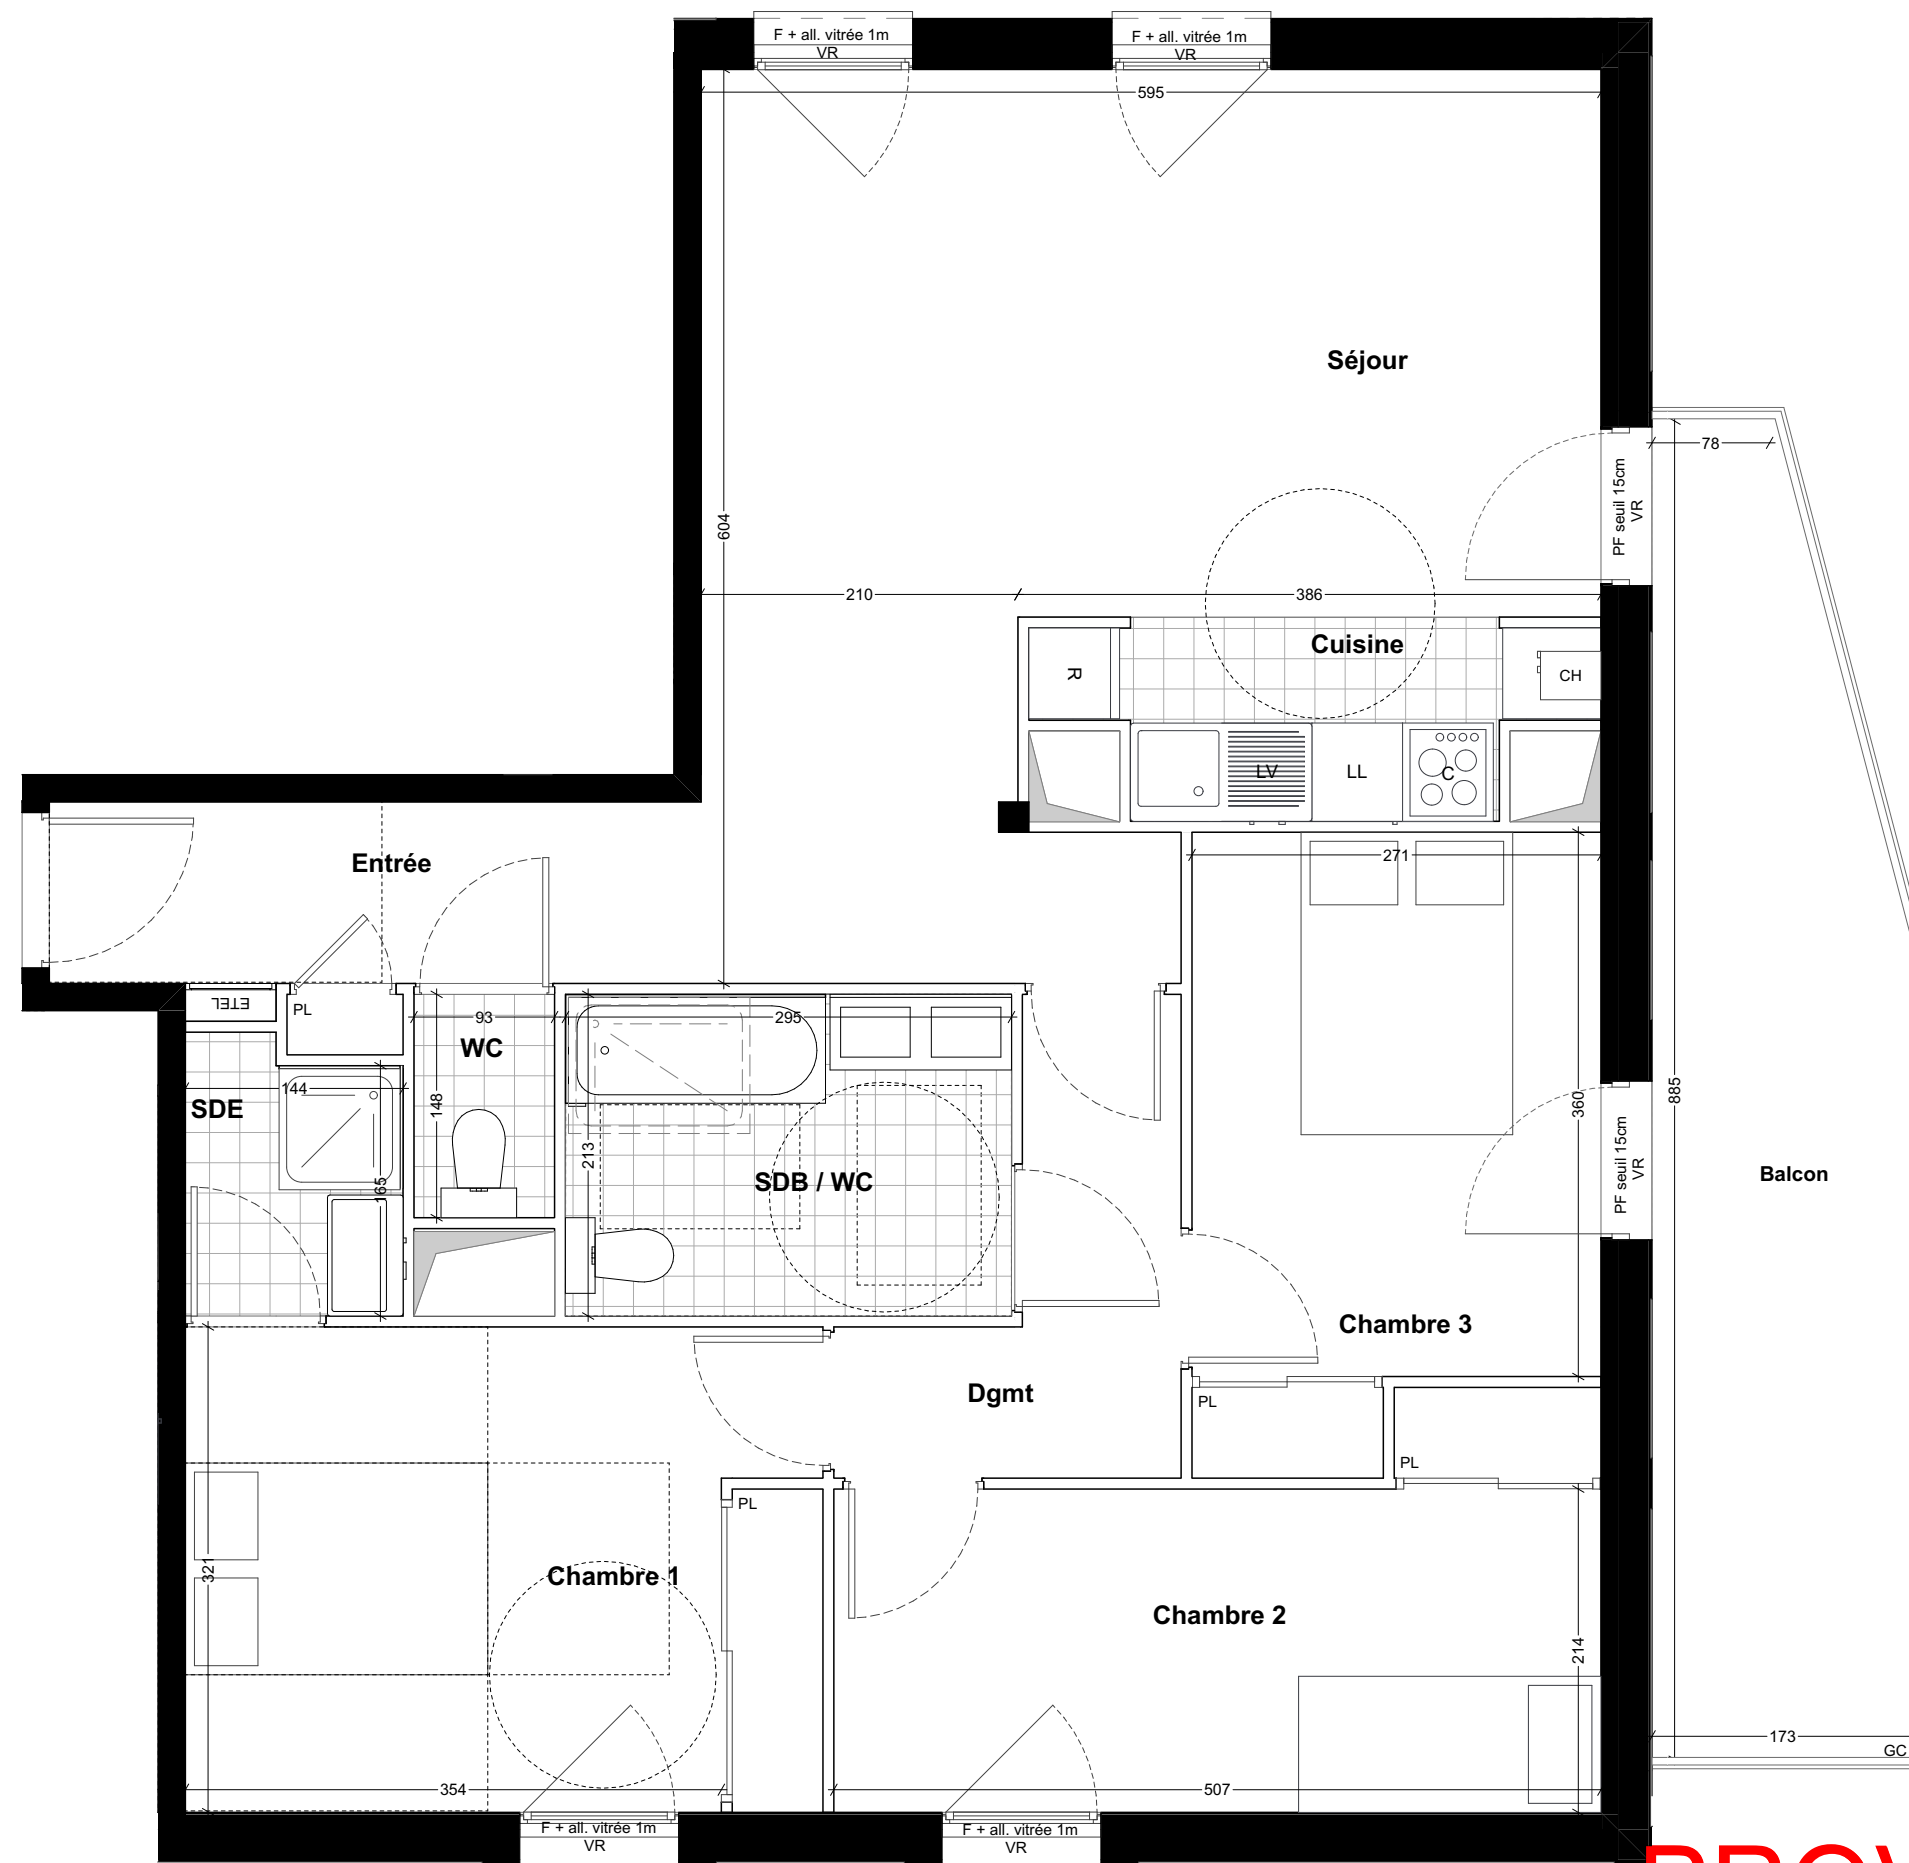 F + all. vitrée 1m
VR
F + all. vitrée 1m
VR
595
Séjour
78
PF seuil 15cm
VR
604
210
386
Cuisine
R
CH
LV
LL
C
Entrée
271
ETEL
PL
93
295
WC
144
SDE
148
165
213
SDB / WC
360
885
PF seuil 15cm
VR
Balcon
Chambre 3
Dgmt
PL
PL
PL
321
Chambre 1
Chambre 2
214
173
GC
354
507
F + all. vitrée 1m
VR
F + all. vitrée 1m
VR